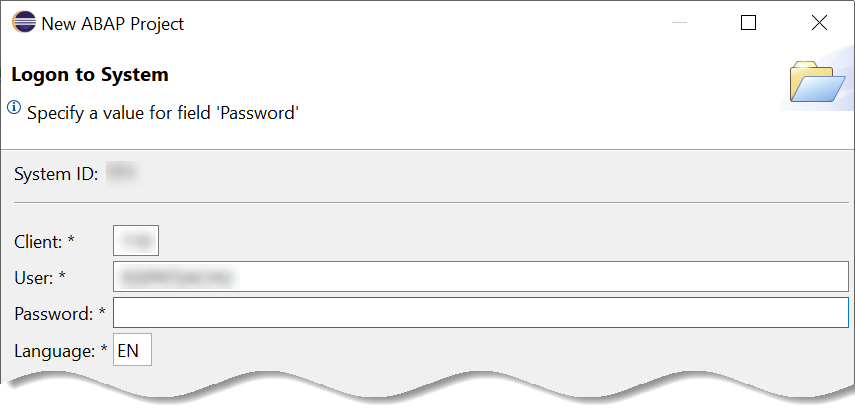 New ABAP Project
Logon to System
Specify a value for field 'Password'
System ID:
Client: *
User: *
Password: *
Language: * EN